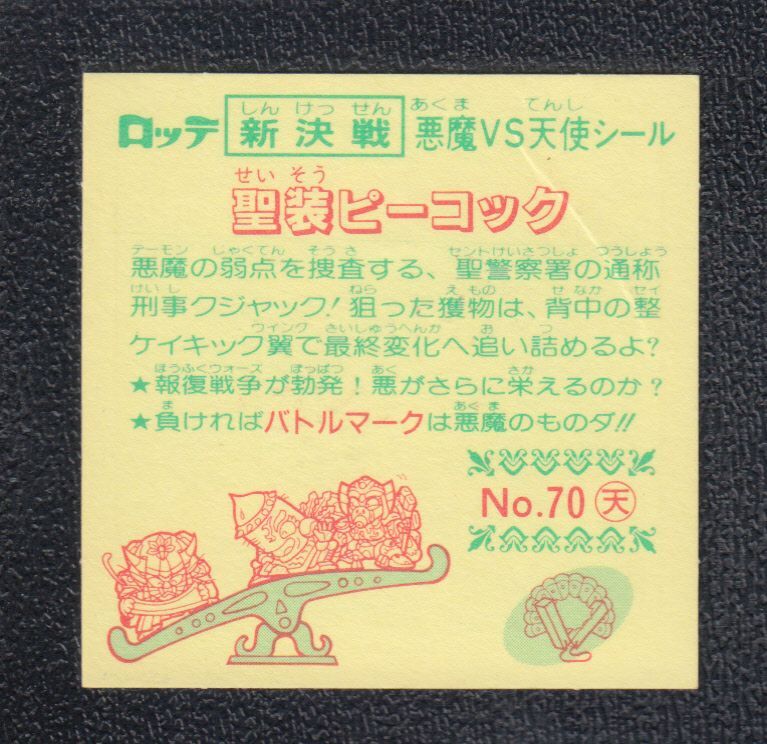 しん けっ せん あくま てんし
ロッテ 新決戦 悪魔VS天使シール
せい そう
聖装ピーコック
デーモン じゃくてん そうさ セントけいさつしょ つうしょう
悪魔の弱点を捜査する、聖警察署の通称
けいじ ねら えもの せなか セイ
刑事クジャック!狙った獲物は、背中の整
ウイング さいしゅうへんか お つ
ケイキック翼で最終変化へ追い詰めるよ?
ほうふくウォーズ ぼっぱつ あく さか
★報復戦争が勃発!悪がさらに栄えるのか?
ま あくま
★負ければバトルマークは悪魔のものダ!!
No.70 天